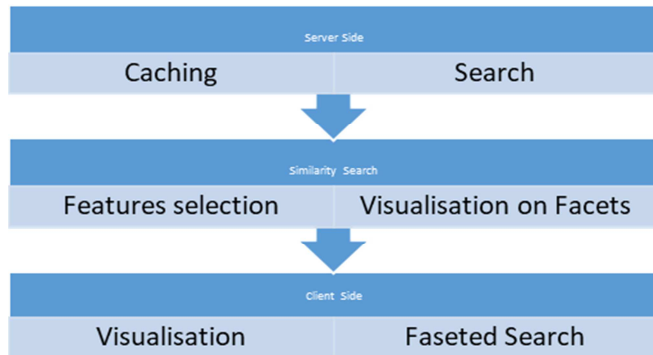 Server Side
Caching Search
Similarity Search
Features selection Visualisation on Facets
Client Side
Visualisation Faseted Search